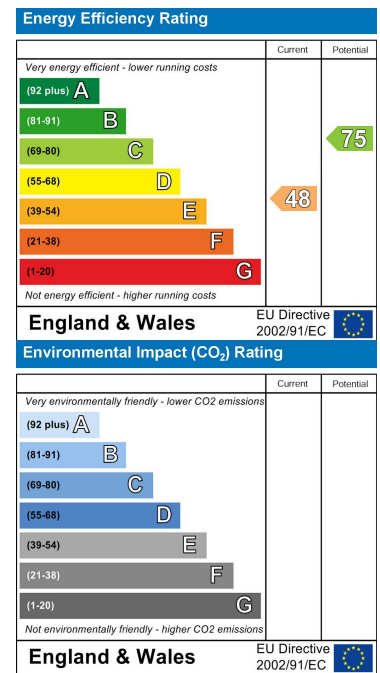 Energy Efficiency Rating
Current Potential
Very energy efficient - lower running costs
(92 plus) A
(81-91) B
(69-80) C
75
(55-68) D
48
(39-54) E
(21-38) F
(1-20) G
Not energy efficient - higher running costs
England & Wales
EU Directive
2002/91/EC
Environmental Impact (CO₂) Rating
Current Potential
Very environmentally friendly - lower CO2 emissions
(92 plus) A
(81-91) B
(69-80) C
(55-68) D
(39-54) E
(21-38) F
(1-20) G
Not environmentally friendly - higher CO2 emissions
England & Wales
EU Directive
2002/91/EC